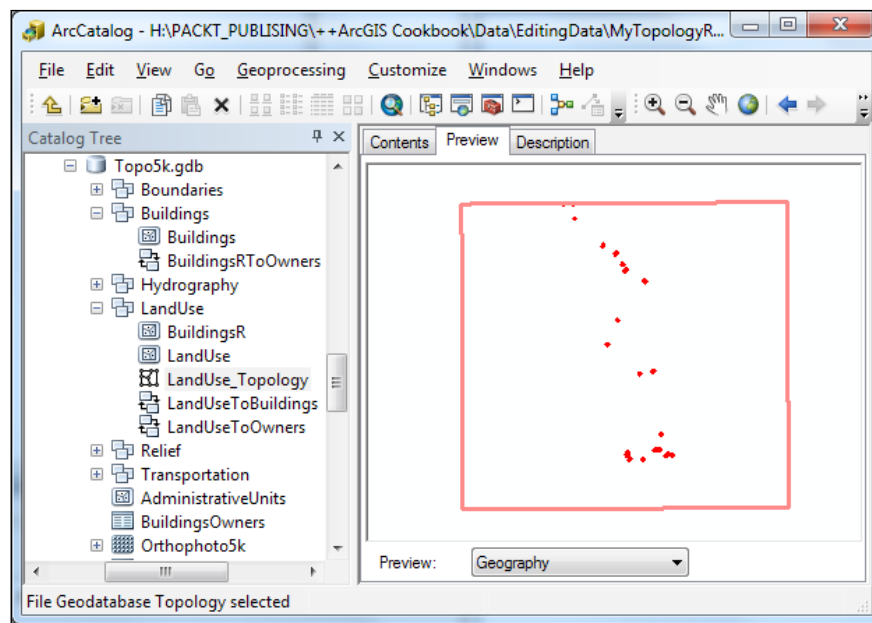 ArcCatalog - H:\PACKT_PUBLISING\++ArcGIS Cookbook\Data\EditingData\MyTopologyR...
File Edit View Go Geoprocessing Customize Windows Help
Catalog Tree
Contents Preview Description
Topo5k.gdb
Boundaries
Buildings
Buildings
BuildingsRToOwners
Hydrography
LandUse
BuildingsR
LandUse
LandUse_Topology
LandUseToBuildings
LandUseToOwners
Relief
Transportation
AdministrativeUnits
BuildingsOwners
Orthophoto5k
Preview: Geography
File Geodatabase Topology selected